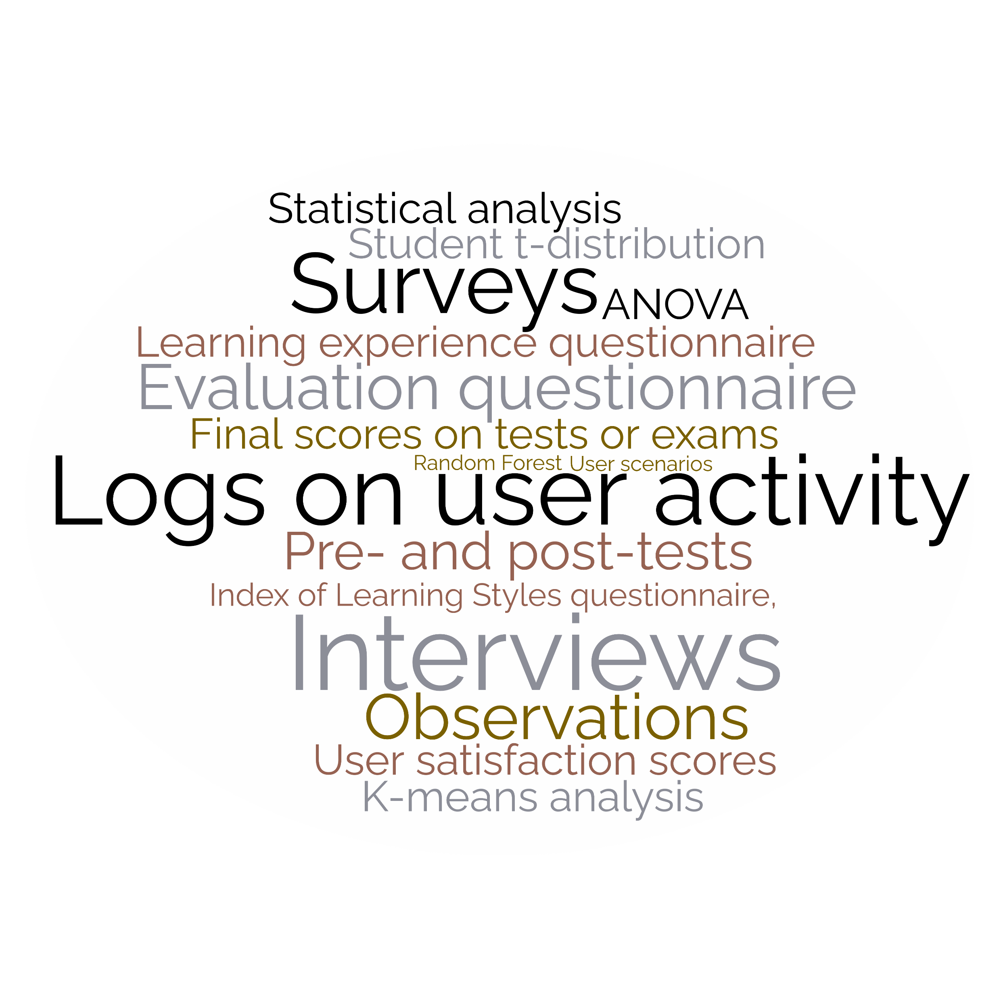 Statistical analysis
Student t-distribution
Surveys ANOVA
Learning experience questionnaire
Evaluation questionnaire
Final scores on tests or exams
Random Forest User scenarios
Logs on user activity
Pre- and post-tests
Index of Learning Styles questionnaire,
Interviews
Observations
User satisfaction scores
K-means analysis